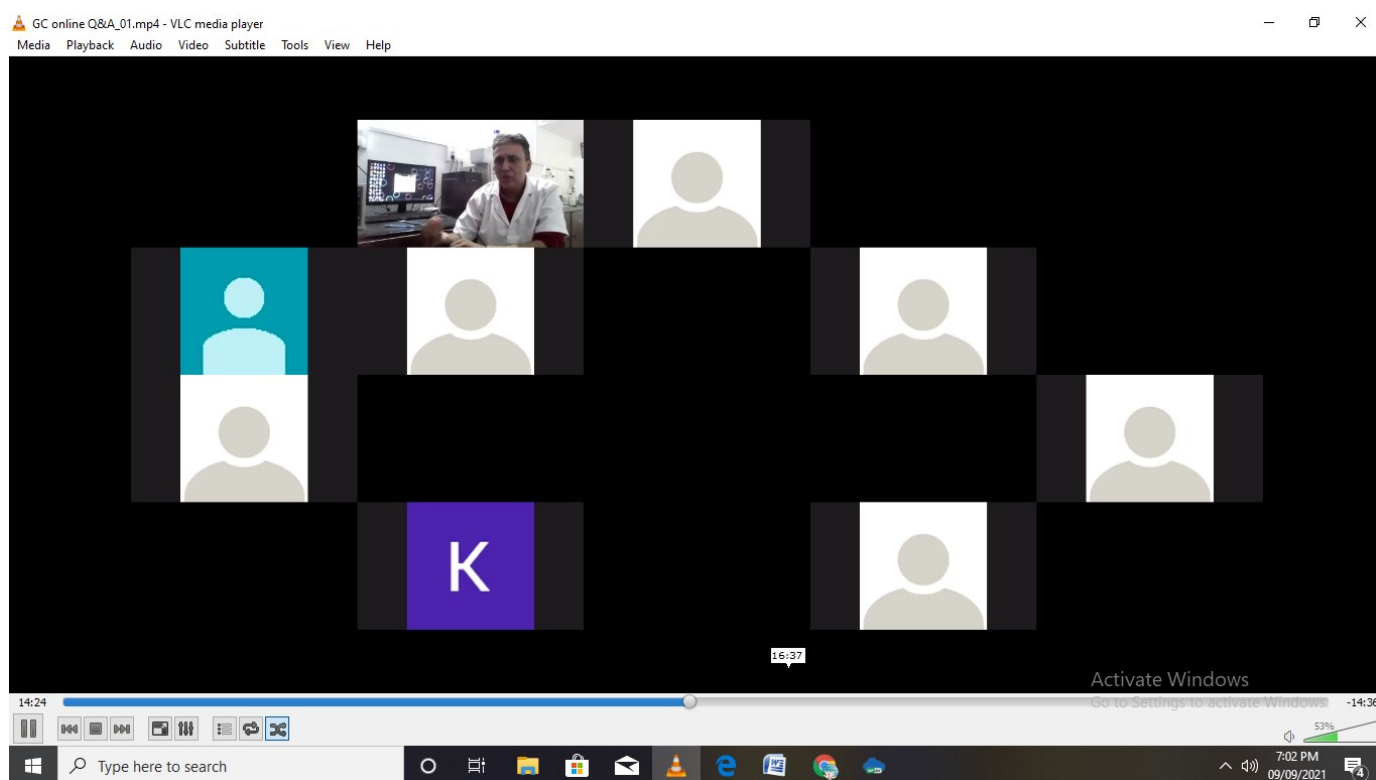 GC online Q&A_01.mp4 - VLC media player
Media Playback Audio Video Subtitle Tools View Help
K
16:37
Activate Windows
Go to Settings to activate Windows.
14:24
-14:36
53%
Type here to search
7:02 PM
09/09/2021
4